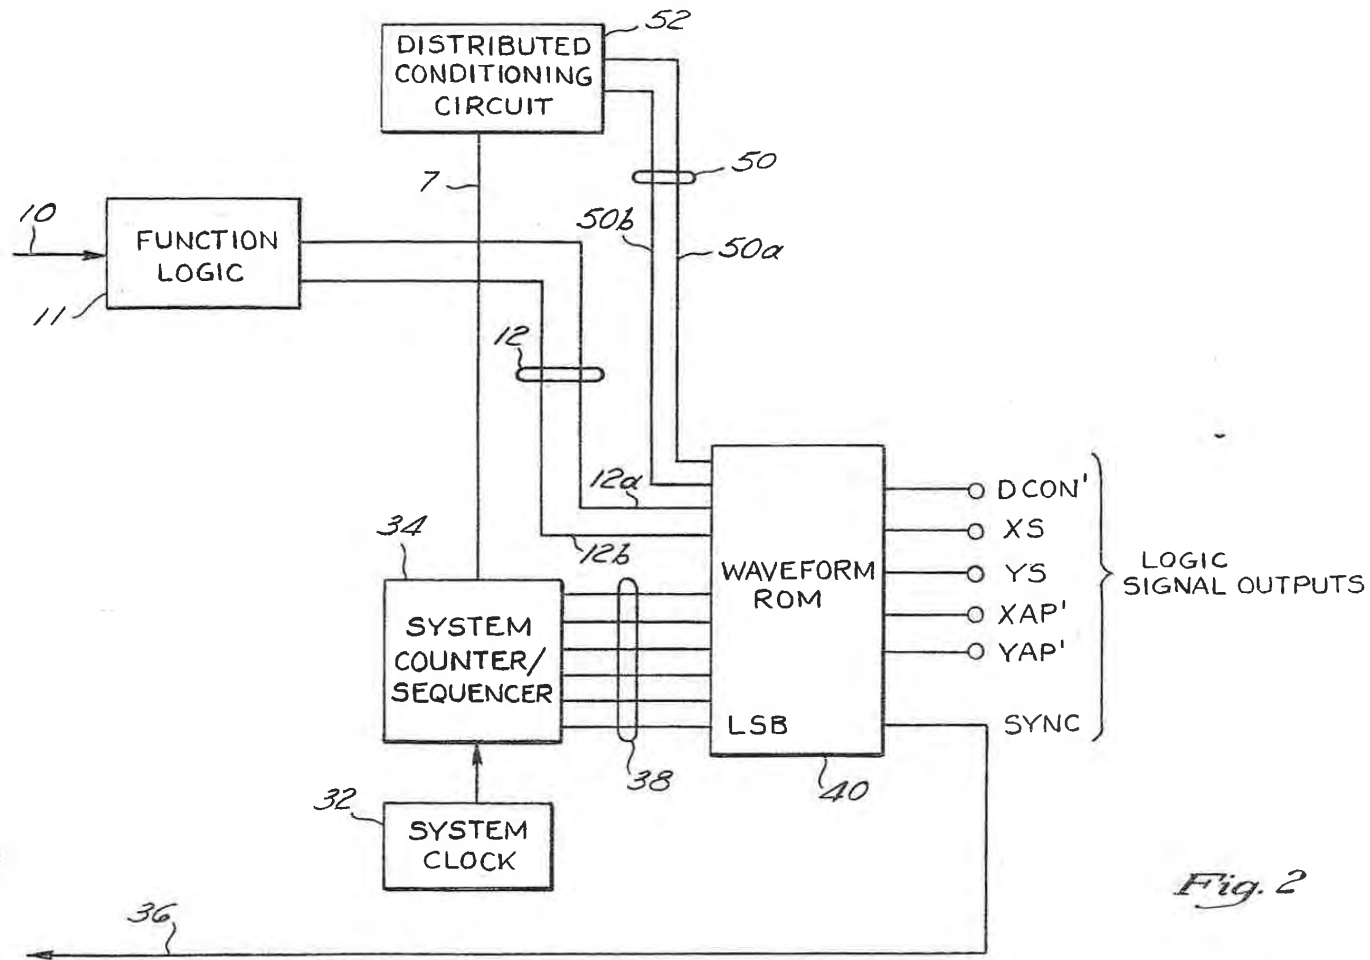 52
DISTRIBUTED
CONDITIONING
CIRCUIT
50
7
10
50b
50a
FUNCTION
LOGIC
11
12
12a
12b
34
DCON'
XS
YS
XAP'
YAP'
SYNC
LOGIC
SIGNAL OUTPUTS
WAVEFORM
ROM
LSB
SYSTEM
COUNTER/
SEQUENCER
38
40
32
SYSTEM
CLOCK
36
Fig. 2